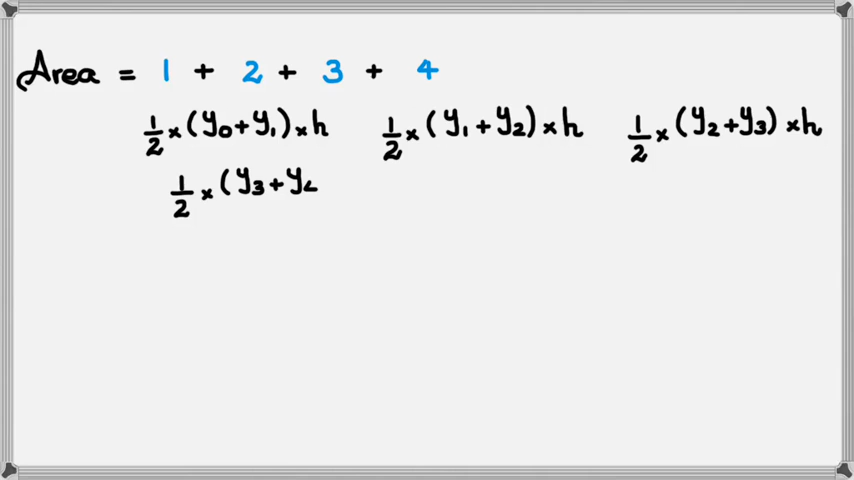 Area = 1 + 2 + 3 + 4
1/2 × (y₀+y₁) × h 1/2 × (y₁+y₂) × h 1/2 × (y₂+y₃) × h
1/2 × (y₃+y₄